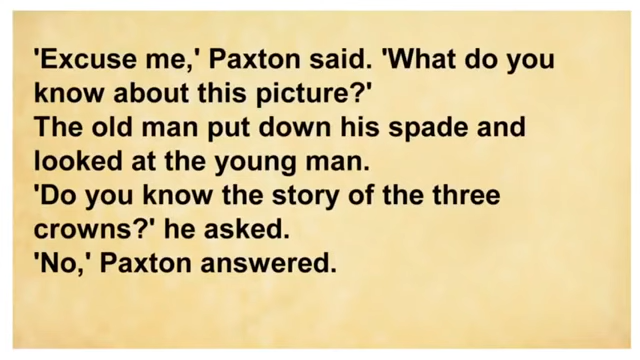 'Excuse me,' Paxton said. 'What do you
know about this picture?'
The old man put down his spade and
looked at the young man.
'Do you know the story of the three
crowns?' he asked.
'No,' Paxton answered.